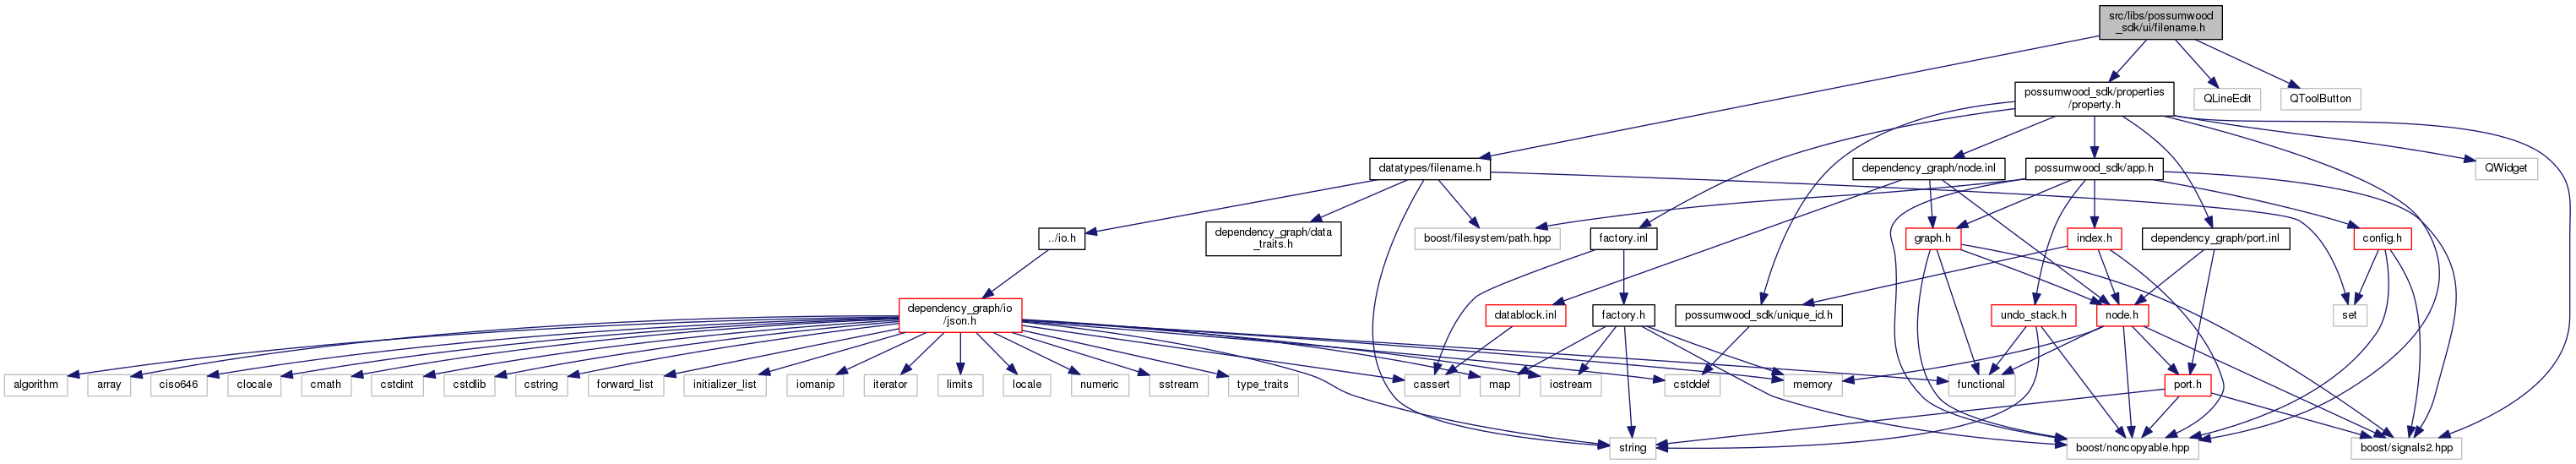 src/libs/possumwood
_sdk/ui/filename.h
possumwood_sdk/properties
/property.h
QLineEdit
QToolButton
datatypes/filename.h
dependency_graph/node.inl
possumwood_sdk/app.h
QWidget
../io.h
dependency_graph/data
_traits.h
boost/filesystem/path.hpp
factory.inl
graph.h
index.h
dependency_graph/port.inl
config.h
dependency_graph/io
/json.h
datablock.inl
factory.h
possumwood_sdk/unique_id.h
undo_stack.h
node.h
set
algorithm
array
ciso646
clocale
cmath
cstdint
cstdlib
cstring
forward_list
initializer_list
iomanip
iterator
limits
locale
numeric
sstream
type_traits
cassert
map
iostream
cstddef
memory
functional
port.h
string
boost/noncopyable.hpp
boost/signals2.hpp